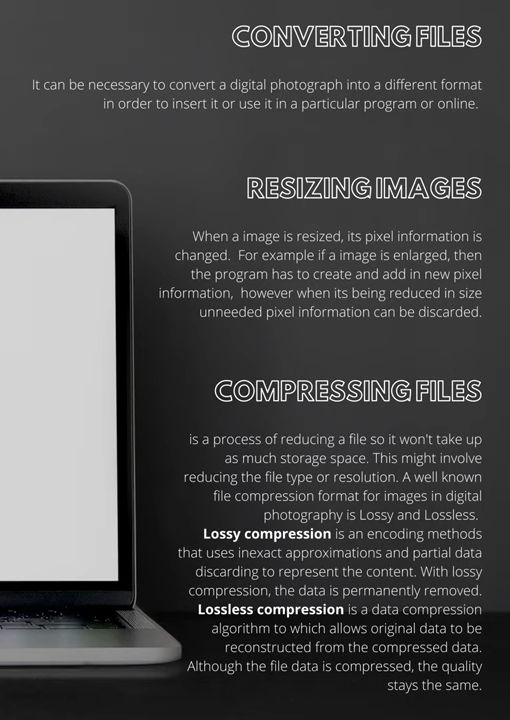 CONVERTING FILES
It can be necessary to convert a digital photograph into a different format
in order to insert it or use it in a particular program or online.
RESIZING IMAGES
When a image is resized, its pixel information is
changed.  For example if a image is enlarged, then
the program has to create and add in new pixel
information,  however when its being reduced in size
unneeded pixel information can be discarded.
COMPRESSING FILES
is a process of reducing a file so it won't take up
as much storage space. This might involve
reducing the file type or resolution. A well known
file compression format for images in digital
photography is Lossy and Lossless.
Lossy compression is an encoding methods
that uses inexact approximations and partial data
discarding to represent the content. With lossy
compression, the data is permanently removed.
Lossless compression is a data compression
algorithm to which allows original data to be
reconstructed from the compressed data.
Although the file data is compressed, the quality
stays the same.